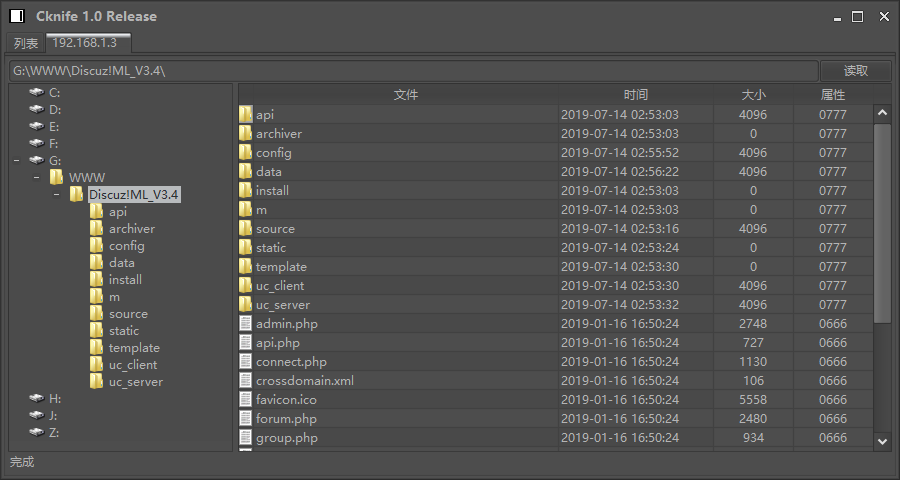 Cknife 1.0 Release
列表 192.168.1.3
G:\WWW\Discuz!ML_V3.4\ 读取
C:
D:
E:
F:
G:
WWW
Discuz!ML_V3.4
api
archiver
config
data
install
m
source
static
template
uc_client
uc_server
H:
J:
Z:
文件 时间 大小 属性
api 2019-07-14 02:53:03 4096 0777
archiver 2019-07-14 02:53:03 0 0777
config 2019-07-14 02:55:52 4096 0777
data 2019-07-14 02:56:22 4096 0777
install 2019-07-14 02:53:03 0 0777
m 2019-07-14 02:53:03 0 0777
source 2019-07-14 02:53:16 4096 0777
static 2019-07-14 02:53:24 0 0777
template 2019-07-14 02:53:30 0 0777
uc_client 2019-07-14 02:53:30 4096 0777
uc_server 2019-07-14 02:53:32 4096 0777
admin.php 2019-01-16 16:50:24 2748 0666
api.php 2019-01-16 16:50:24 727 0666
connect.php 2019-01-16 16:50:24 1130 0666
crossdomain.xml 2019-01-16 16:50:24 106 0666
favicon.ico 2019-01-16 16:50:24 5558 0666
forum.php 2019-01-16 16:50:24 2480 0666
group.php 2019-01-16 16:50:24 934 0666
完成